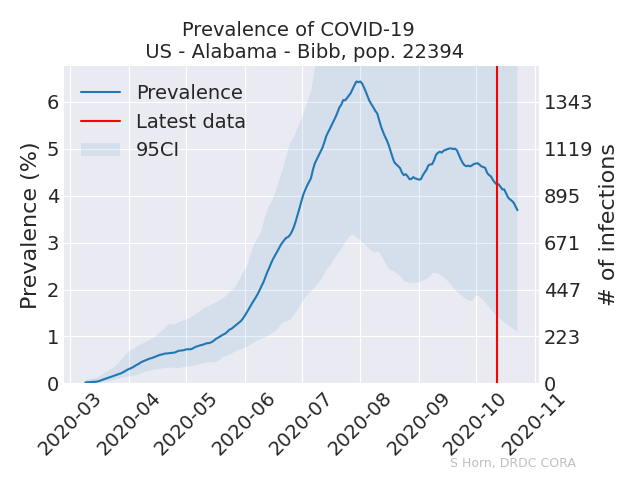 Prevalence of COVID-19
US - Alabama - Bibb, pop. 22394
Prevalence
Latest data
95CI
Prevalence (%)
6
5
4
3
2
1
0
1343
1119
895
671
447
223
0
# of infections
2020-03
2020-04
2020-05
2020-06
2020-07
2020-08
2020-09
2020-10
2020-11
S Horn, DRDC CORA